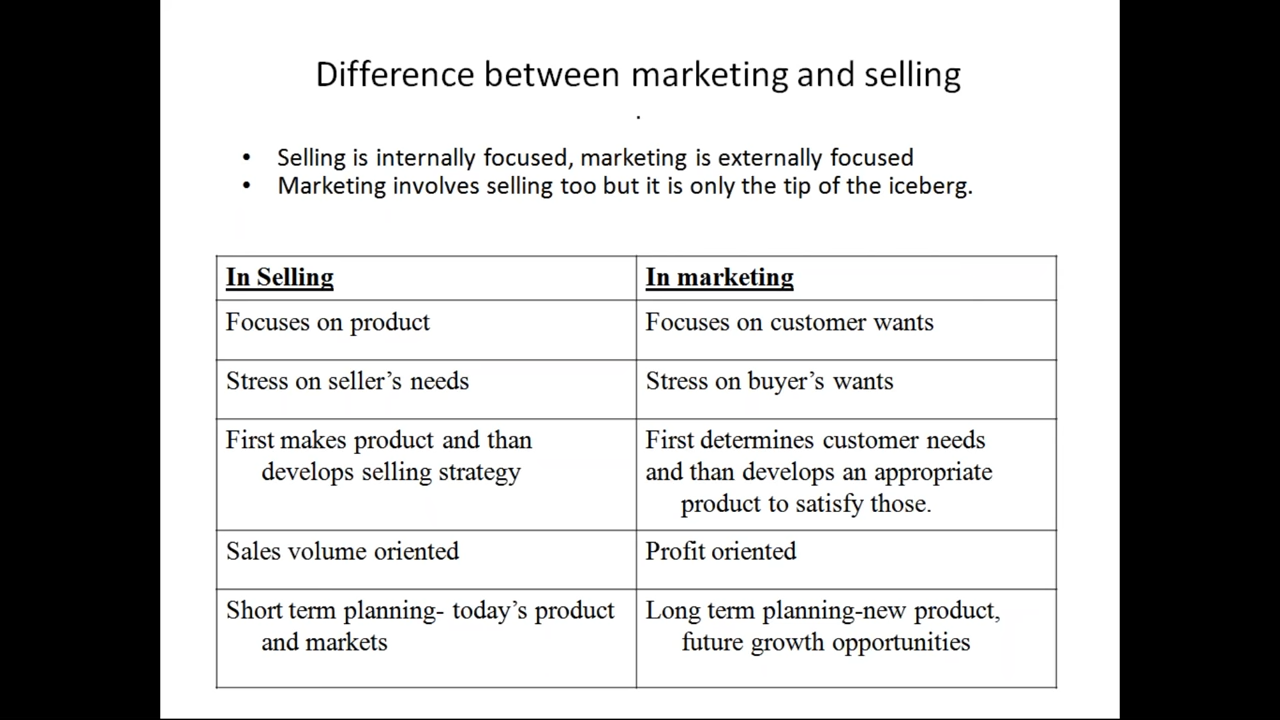 Difference between marketing and selling
.
• Selling is internally focused, marketing is externally focused
• Marketing involves selling too but it is only the tip of the iceberg.
In Selling
In marketing
Focuses on product
Focuses on customer wants
Stress on seller’s needs
Stress on buyer’s wants
First makes product and than
develops selling strategy
First determines customer needs
and than develops an appropriate
product to satisfy those.
Sales volume oriented
Profit oriented
Short term planning- today’s product
and markets
Long term planning-new product,
future growth opportunities